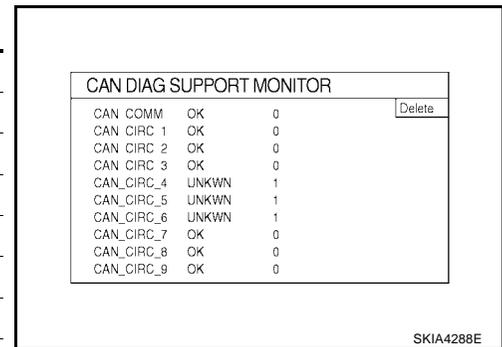 CAN DIAG SUPPORT MONITOR
Delete
CAN COMM OK 0
CAN CIRC 1 OK 0
CAN CIRC 2 OK 0
CAN CIRC 3 OK 0
CAN_CIRC_4 UNKWN 1
CAN_CIRC_5 UNKWN 1
CAN_CIRC_6 UNKWN 1
CAN_CIRC_7 OK 0
CAN_CIRC_8 OK 0
CAN_CIRC_9 OK 0
SKIA4288E